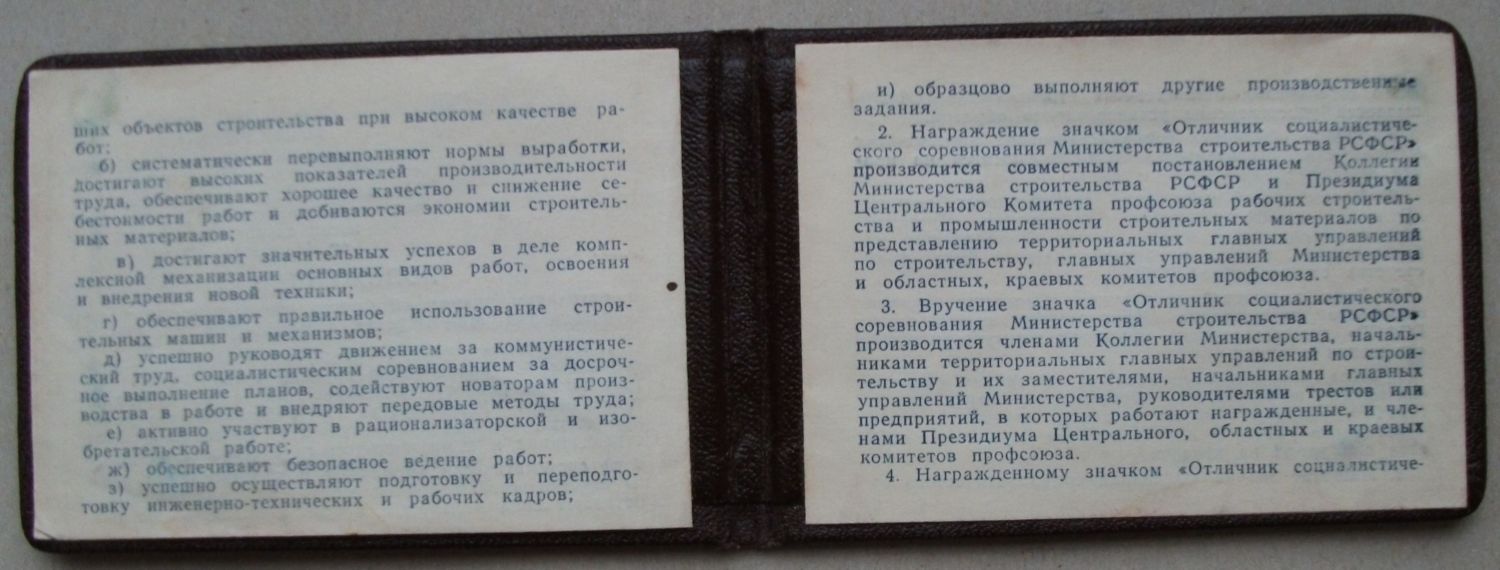 ших объектов строительства при высоком качестве ра-
бот;
б) систематически перевыполняют нормы выработки,
достигают высоких показателей производительности
труда, обеспечивают хорошее качество и снижение се-
бестоимости работ и добиваются экономии строитель-
ных материалов;
в) достигают значительных успехов в деле комп-
лексной механизации основных видов работ, освоения
и внедрения новой техники;
г) обеспечивают правильное использование строи-
тельных машин и механизмов;
д) успешно руководят движением за коммунистиче-
ский труд, социалистическим соревнованием за досроч-
ное выполнение планов, содействуют новаторам произ-
водства в работе и внедряют передовые методы труда;
е) активно участвуют в рационализаторской и изо-
бретательской работе;
ж) обеспечивают безопасное ведение работ;
з) успешно осуществляют подготовку и переподго-
товку инженерно-технических и рабочих кадров;
и) образцово выполняют другие производственные
задания.
2. Награждение значком «Отличник социалистиче-
ского соревнования Министерства строительства РСФСР»
производится совместным постановлением Коллегии
Министерства строительства РСФСР и Президиума
Центрального Комитета профсоюза рабочих строитель-
ства и промышленности строительных материалов по
представлению территориальных главных управлений
по строительству, главных управлений Министерства
и областных, краевых комитетов профсоюза.
3. Вручение значка «Отличник социалистического
соревнования Министерства строительства РСФСР»
производится членами Коллегии Министерства, началь-
никами территориальных главных управлений по строи-
тельству и их заместителями, начальниками главных
управлений Министерства, руководителями трестов или
предприятий, в которых работают награжденные, и чле-
нами Президиума Центрального, областных и краевых
комитетов профсоюза.
4. Награжденному значком «Отличник социалистиче-